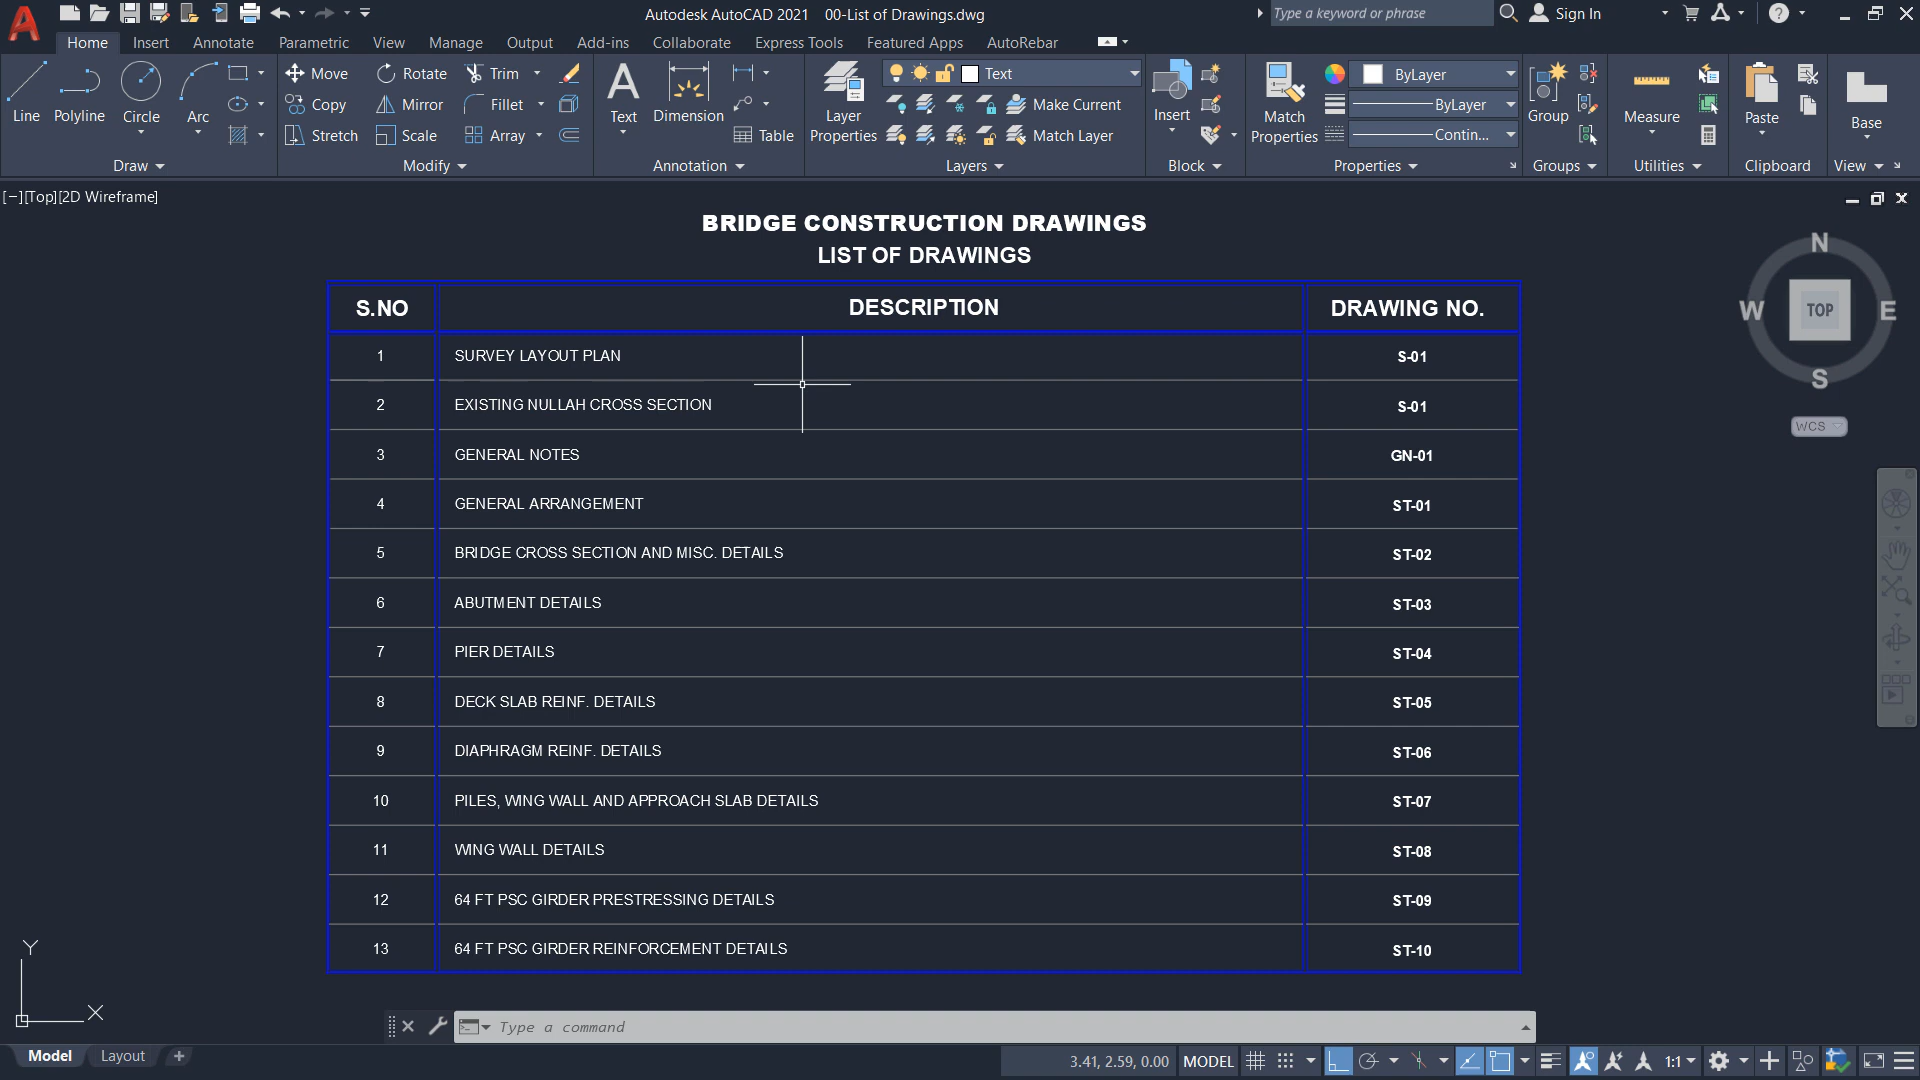 Autodesk AutoCAD 2021 00-List of Drawings.dwg
Type a keyword or phrase
Sign In
Home Insert Annotate Parametric View Manage Output Add-ins Collaborate Express Tools Featured Apps AutoRebar
Line Polyline Circle Arc
Draw
Move Rotate Trim
Copy Mirror Fillet
Stretch Scale Array
Modify
Text Dimension Table
Annotation
Layer Properties
Text
Make Current
Match Layer
Layers
Insert
Block
Match Properties
ByLayer
ByLayer
Contin...
Properties
Group
Groups
Measure
Utilities
Paste
Clipboard
Base
View
[−][Top][2D Wireframe]
BRIDGE CONSTRUCTION DRAWINGS
LIST OF DRAWINGS
S.NO DESCRIPTION DRAWING NO.
1 SURVEY LAYOUT PLAN S-01
2 EXISTING NULLAH CROSS SECTION S-01
3 GENERAL NOTES GN-01
4 GENERAL ARRANGEMENT ST-01
5 BRIDGE CROSS SECTION AND MISC. DETAILS ST-02
6 ABUTMENT DETAILS ST-03
7 PIER DETAILS ST-04
8 DECK SLAB REINF. DETAILS ST-05
9 DIAPHRAGM REINF. DETAILS ST-06
10 PILES, WING WALL AND APPROACH SLAB DETAILS ST-07
11 WING WALL DETAILS ST-08
12 64 FT PSC GIRDER PRESTRESSING DETAILS ST-09
13 64 FT PSC GIRDER REINFORCEMENT DETAILS ST-10
N
W TOP E
S
WCS
Y
X
Type a command
Model Layout
3.41, 2.59, 0.00 MODEL 1:1